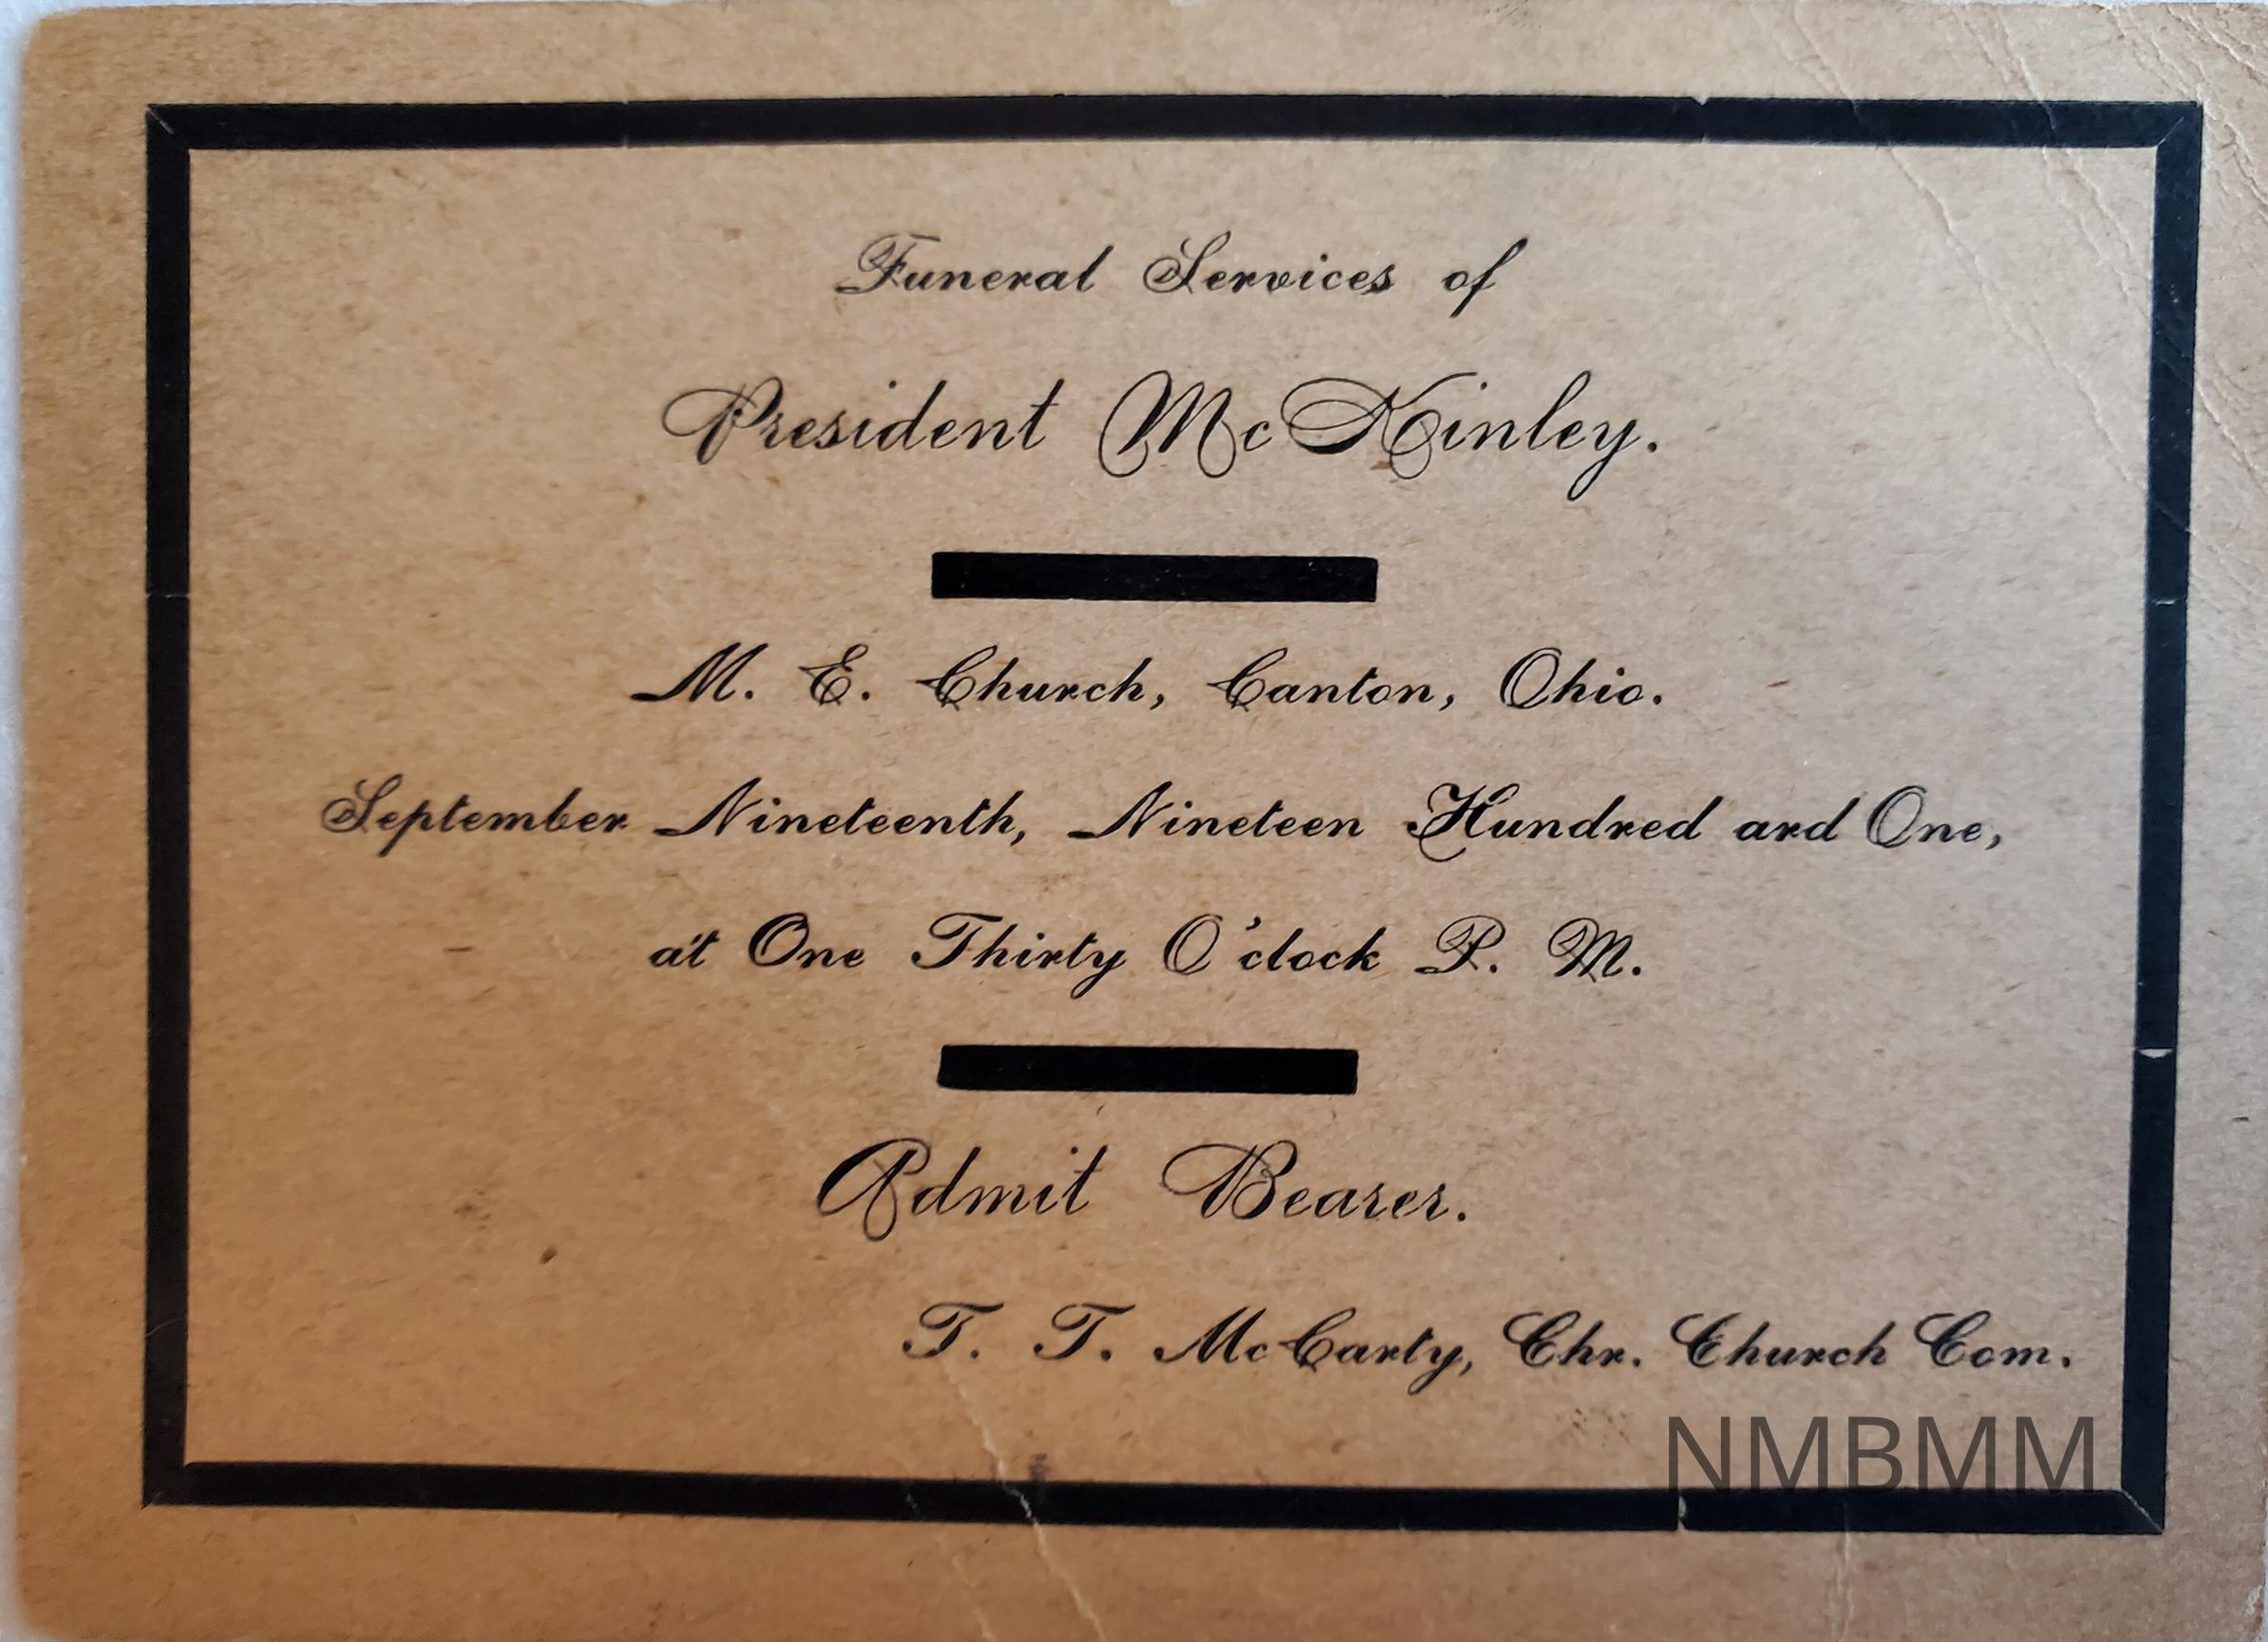 Funeral Services of
President McKinley.
M. E. Church, Canton, Ohio.
September Nineteenth, Nineteen Hundred and One,
at One Thirty O'clock P. M.
Admit Bearer.
T. T. McCarty, Chr. Church Com.
NMBMM